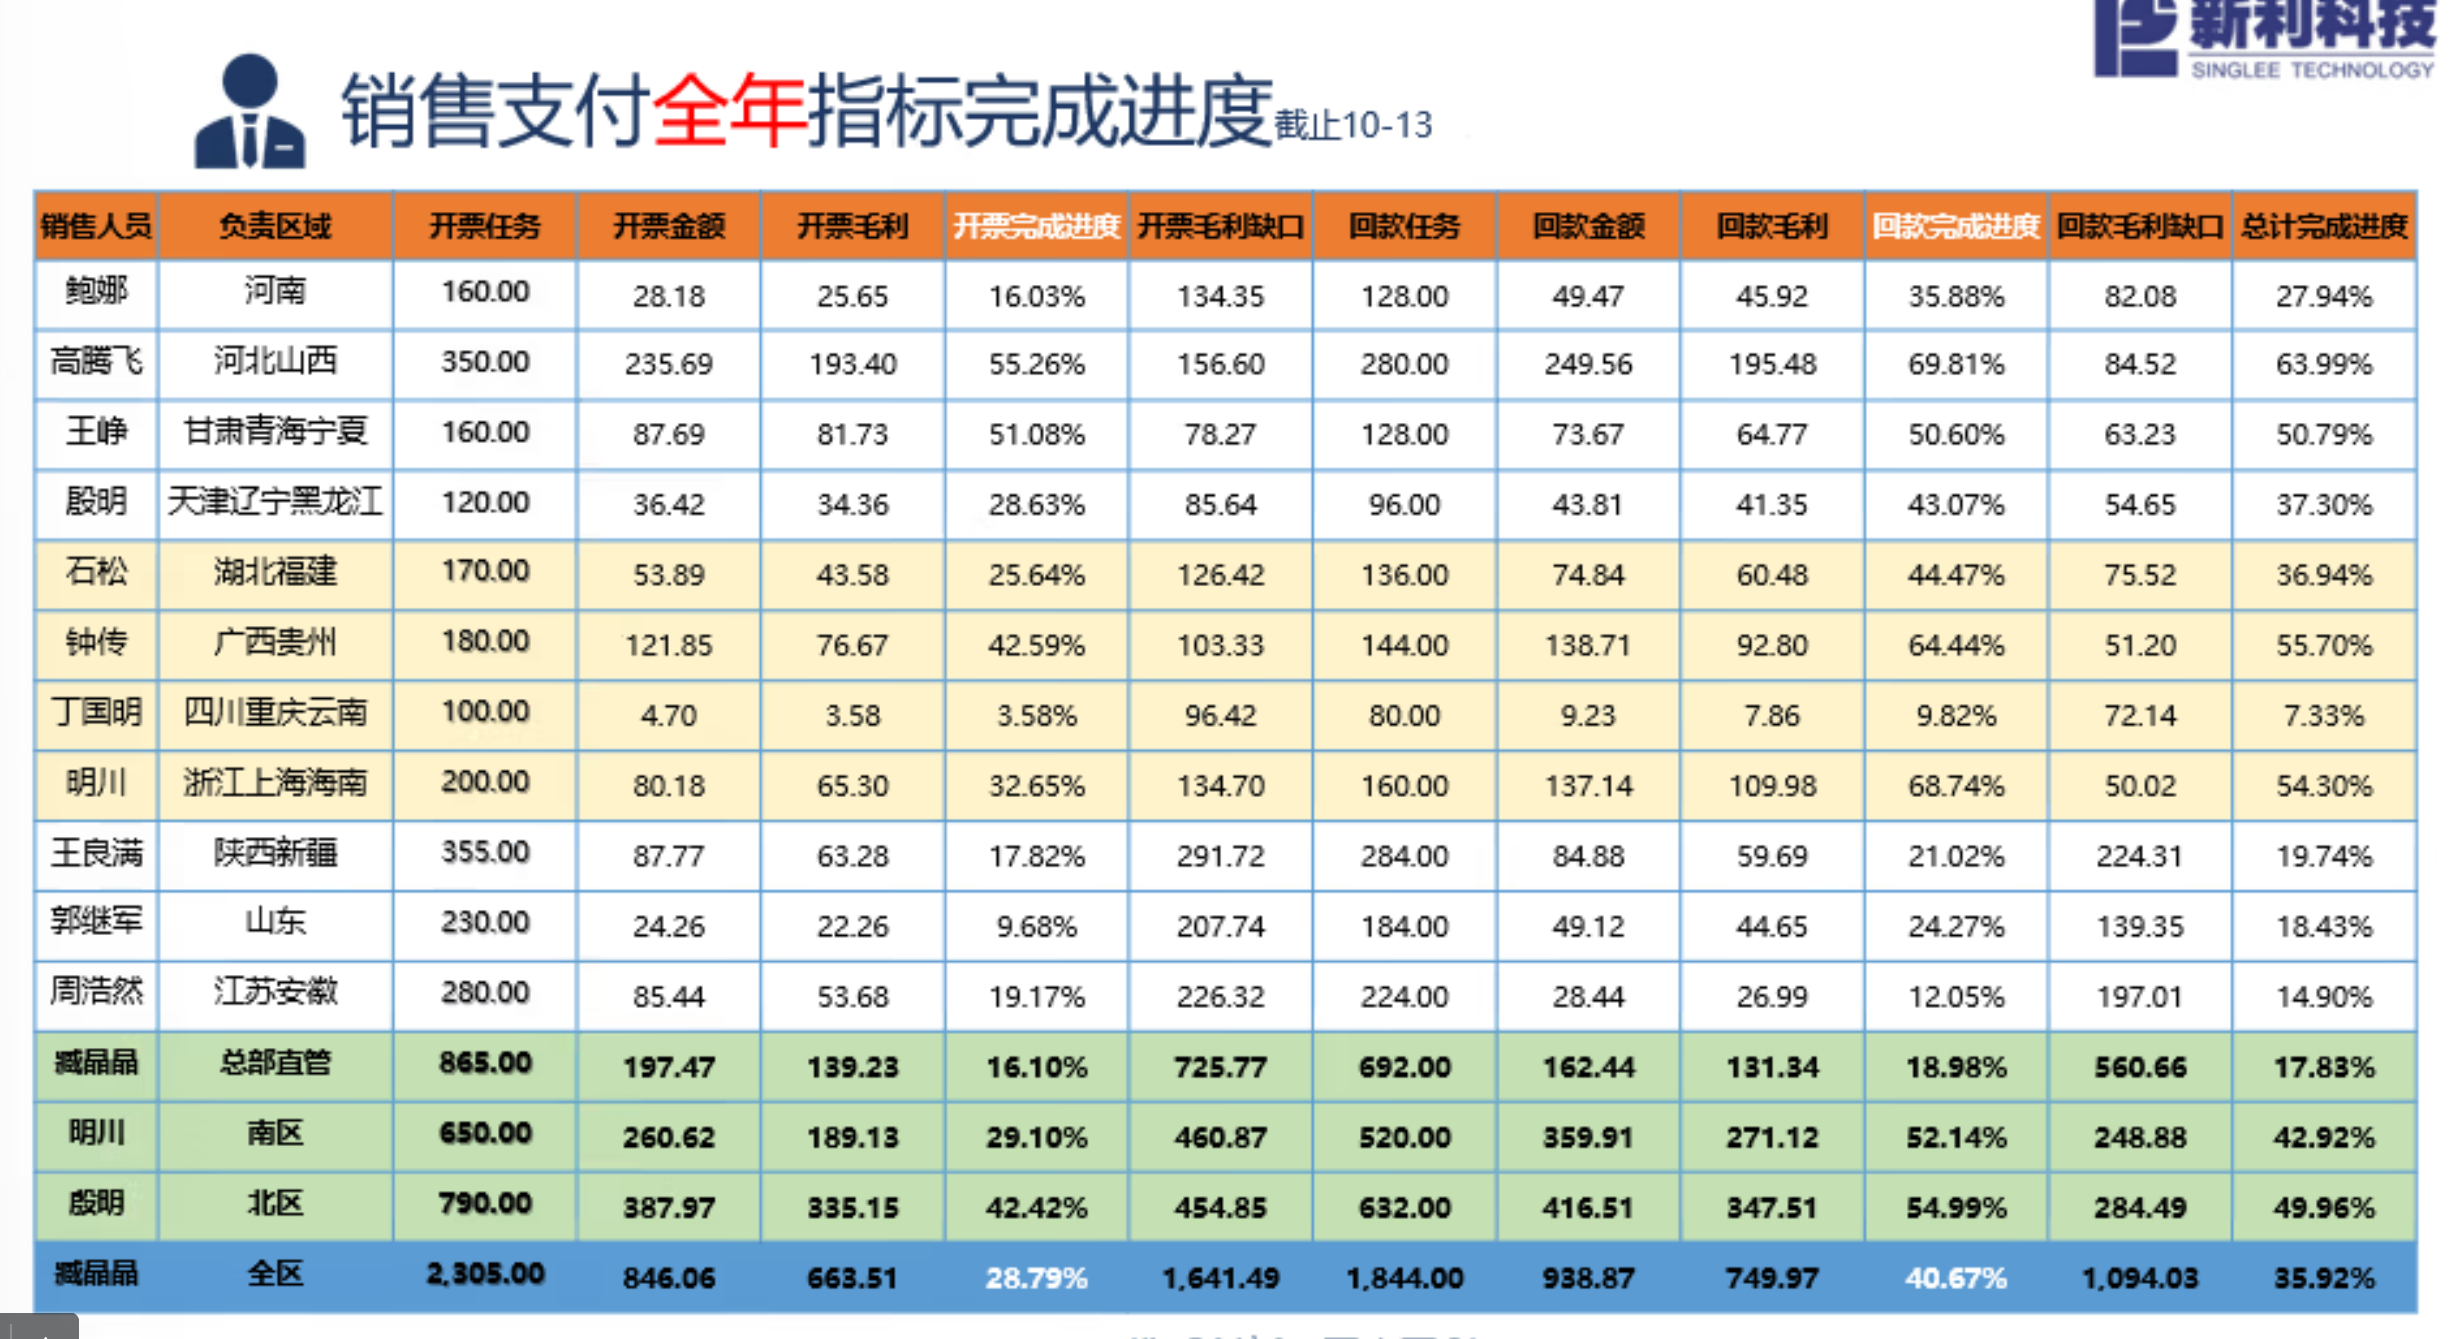 新利科技
SINGLEE TECHNOLOGY
销售支付全年指标完成进度截止10-13
销售人员 负责区域 开票任务 开票金额 开票毛利 开票完成进度 开票毛利缺口 回款任务 回款金额 回款毛利 回款完成进度 回款毛利缺口 总计完成进度
鲍娜 河南 160.00 28.18 25.65 16.03% 134.35 128.00 49.47 45.92 35.88% 82.08 27.94%
高腾飞 河北山西 350.00 235.69 193.40 55.26% 156.60 280.00 249.56 195.48 69.81% 84.52 63.99%
王峥 甘肃青海宁夏 160.00 87.69 81.73 51.08% 78.27 128.00 73.67 64.77 50.60% 63.23 50.79%
殷明 天津辽宁黑龙江 120.00 36.42 34.36 28.63% 85.64 96.00 43.81 41.35 43.07% 54.65 37.30%
石松 湖北福建 170.00 53.89 43.58 25.64% 126.42 136.00 74.84 60.48 44.47% 75.52 36.94%
钟传 广西贵州 180.00 121.85 76.67 42.59% 103.33 144.00 138.71 92.80 64.44% 51.20 55.70%
丁国明 四川重庆云南 100.00 4.70 3.58 3.58% 96.42 80.00 9.23 7.86 9.82% 72.14 7.33%
明川 浙江上海海南 200.00 80.18 65.30 32.65% 134.70 160.00 137.14 109.98 68.74% 50.02 54.30%
王良满 陕西新疆 355.00 87.77 63.28 17.82% 291.72 284.00 84.88 59.69 21.02% 224.31 19.74%
郭继军 山东 230.00 24.26 22.26 9.68% 207.74 184.00 49.12 44.65 24.27% 139.35 18.43%
周浩然 江苏安徽 280.00 85.44 53.68 19.17% 226.32 224.00 28.44 26.99 12.05% 197.01 14.90%
臧晶晶 总部直管 865.00 197.47 139.23 16.10% 725.77 692.00 162.44 131.34 18.98% 560.66 17.83%
明川 南区 650.00 260.62 189.13 29.10% 460.87 520.00 359.91 271.12 52.14% 248.88 42.92%
殷明 北区 790.00 387.97 335.15 42.42% 454.85 632.00 416.51 347.51 54.99% 284.49 49.96%
臧晶晶 全区 2,305.00 846.06 663.51 28.79% 1,641.49 1,844.00 938.87 749.97 40.67% 1,094.03 35.92%